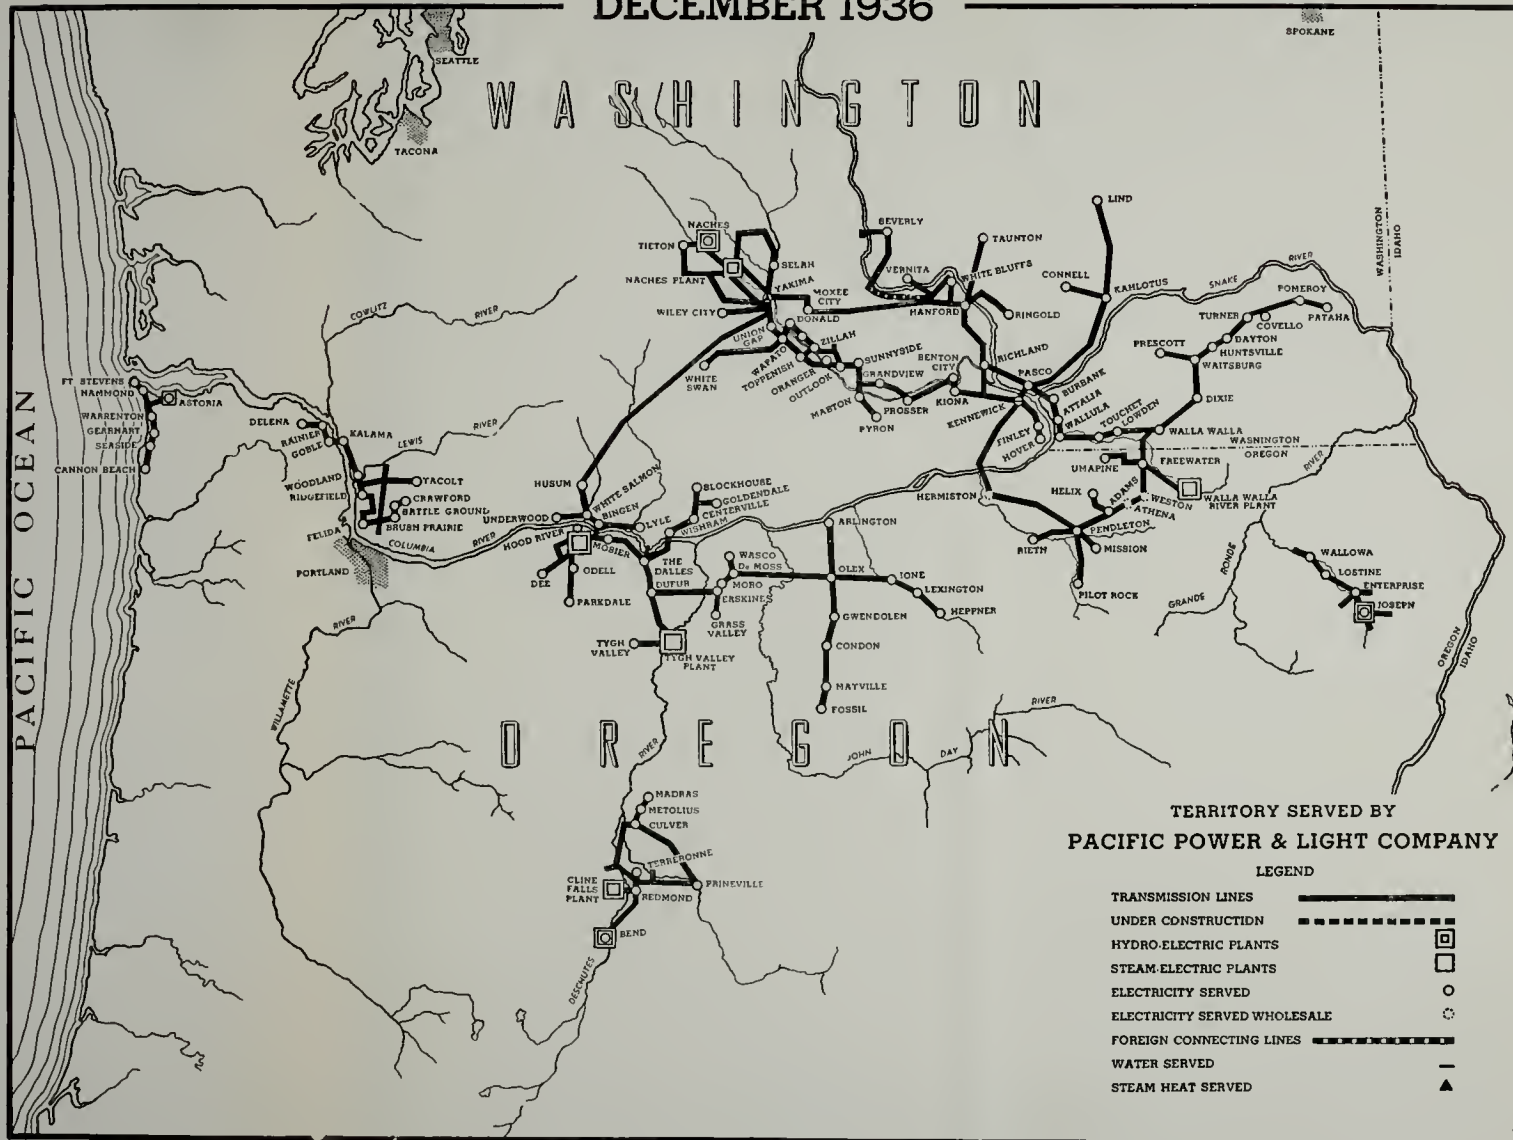 DECEMBER 1936
SPOKANE
SEATTLE
WASHINGTON
TACONA
WASHINGTON
IDAHO
LIND
BEVERLY
NACHES
TIETON
TAUNTON
SELAH
VERNITA
WHITE BLUFFS
CONNELL
KAHLOTUS
SNAKE
RIVER
NACHES PLANT
YAKIMA
MOXEE
CITY
POMEROY
PATAHA
COWLITZ
RIVER
WILEY CITY
DONALD
HANFORD
RINGOLD
TURNER
COVELLO
DAYTON
HUNTSVILLE
WAITSBURG
PRESCOTT
UNION
GAP
ZILLAH
WAPATO
TOPPENISH
SUNNYSIDE
BENTON
CITY
RICHLAND
PASCO
WHITE
SWAN
GRANGER
OUTLOOK
GRANDVIEW
BURBANK
ATTALIA
WALLULA
TOUCHET
LOWDEN
DIXIE
FT STEVENS
HAMMOND
ASTORIA
MABTON
PROSSER
KIONA
KENNEWICK
PYRON
FINLEY
HOVER
WALLA WALLA
WASHINGTON
OREGON
WARRENTON
GEARHART
SEASIDE
CANNON BEACH
DELENA
RAINIER
GOBLE
KALAMA
LEWIS
RIVER
UMAPINE
FREEWATER
RIVER
WOODLAND
RIDGEFIELD
YACOLT
CRAWFORD
BATTLE GROUND
BRUSH PRAIRIE
HUSUM
WHITE SALMON
BINGEN
UNDERWOOD
BLOCKHOUSE
GOLDENDALE
CENTERVILLE
HERMISTON
HELIX
ADAMS
WESTON
ATHENA
WALLA WALLA
RIVER PLANT
FELIDA
COLUMBIA
RIVER
HOOD RIVER
MOSIER
LYLE
WISHRAM
ARLINGTON
PENDLETON
RIETH
MISSION
PORTLAND
DEE
ODELL
PARKDALE
THE
DALLES
DUFUR
WASCO
De MOSS
MORO
ERSKINES
GRASS
VALLEY
OLEX
IONE
LEXINGTON
HEPPNER
PILOT ROCK
GRANDE
RONDE
WALLOWA
LOSTINE
ENTERPRISE
JOSEPH
RIVER
GWENDOLEN
TYGH
VALLEY
TYGH VALLEY
PLANT
CONDON
MAYVILLE
FOSSIL
OREGON
IDAHO
PACIFIC OCEAN
WILLAMETTE
OREGON
RIVER
JOHN
DAY
RIVER
MADRAS
METOLIUS
CULVER
TERREBONNE
CLINE
FALLS
PLANT
PRINEVILLE
REDMOND
BEND
DESCHUTES
TERRITORY SERVED BY
PACIFIC POWER & LIGHT COMPANY
LEGEND
TRANSMISSION LINES
UNDER CONSTRUCTION
HYDRO-ELECTRIC PLANTS
STEAM-ELECTRIC PLANTS
ELECTRICITY SERVED
ELECTRICITY SERVED WHOLESALE
FOREIGN CONNECTING LINES
WATER SERVED
STEAM HEAT SERVED